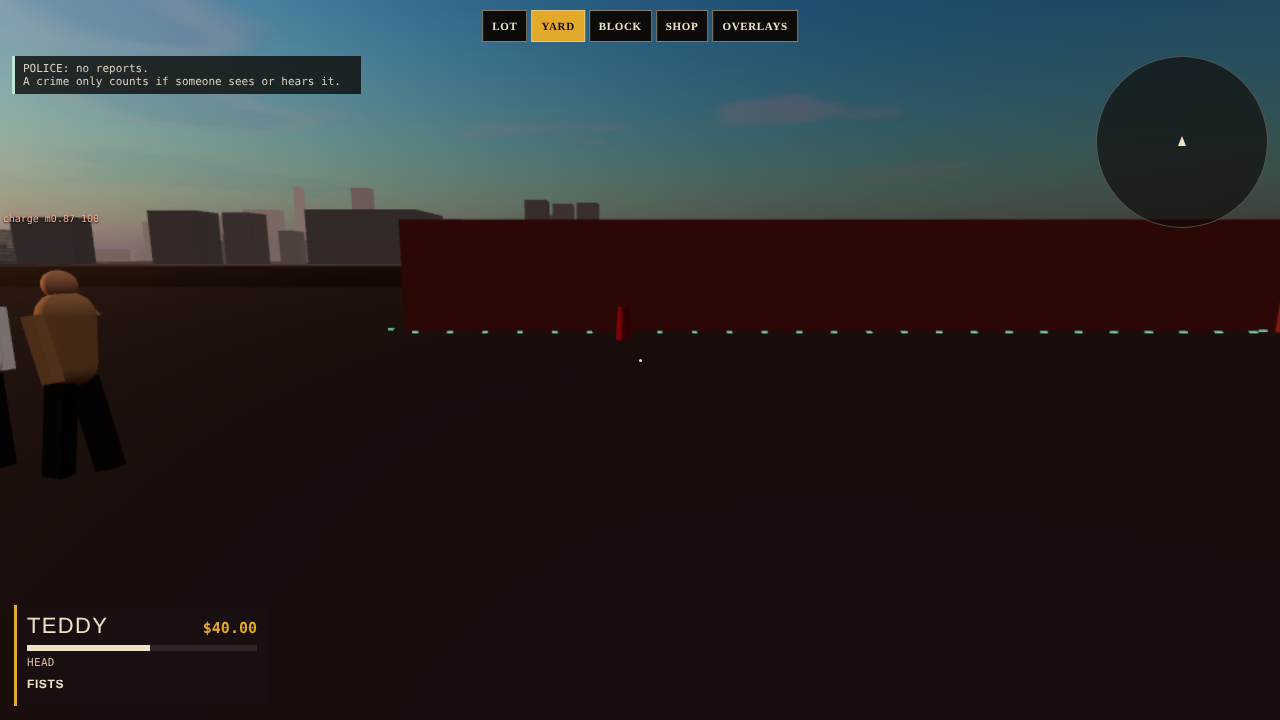 LOT YARD BLOCK SHOP OVERLAYS
POLICE: no reports.
A crime only counts if someone sees or hears it.
charge m0.87 100
TEDDY $40.00
HEAD
FISTS